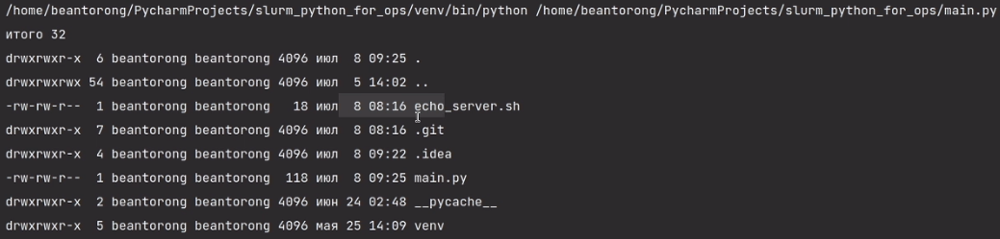 /home/beantorong/PycharmProjects/slurm_python_for_ops/venv/bin/python /home/beantorong/PycharmProjects/slurm_python_for_ops/main.py
итого 32
drwxrwxr-x  6 beantorong beantorong 4096 июл  8 09:25 .
drwxrwxrwx 54 beantorong beantorong 4096 июл  5 14:02 ..
-rw-rw-r--  1 beantorong beantorong   18 июл  8 08:16 echo_server.sh
drwxrwxr-x  7 beantorong beantorong 4096 июл  8 08:16 .git
drwxrwxr-x  4 beantorong beantorong 4096 июл  8 09:22 .idea
-rw-rw-r--  1 beantorong beantorong  118 июл  8 09:25 main.py
drwxrwxr-x  2 beantorong beantorong 4096 июн 24 02:48 __pycache__
drwxrwxr-x  5 beantorong beantorong 4096 мая 25 14:09 venv